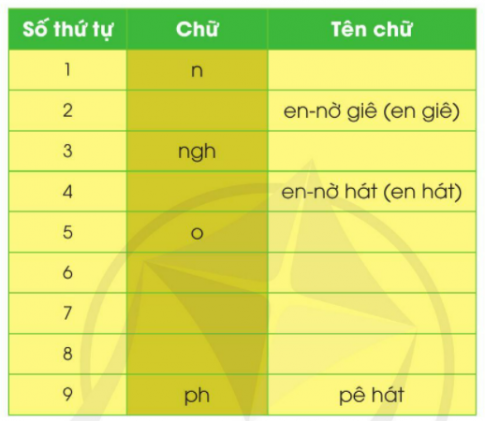 Số thứ tự Chữ Tên chữ
1 n
2 en-nờ giê (en giê)
3 ngh
4 en-nờ hát (en hát)
5 o
6
7
8
9 ph pê hát